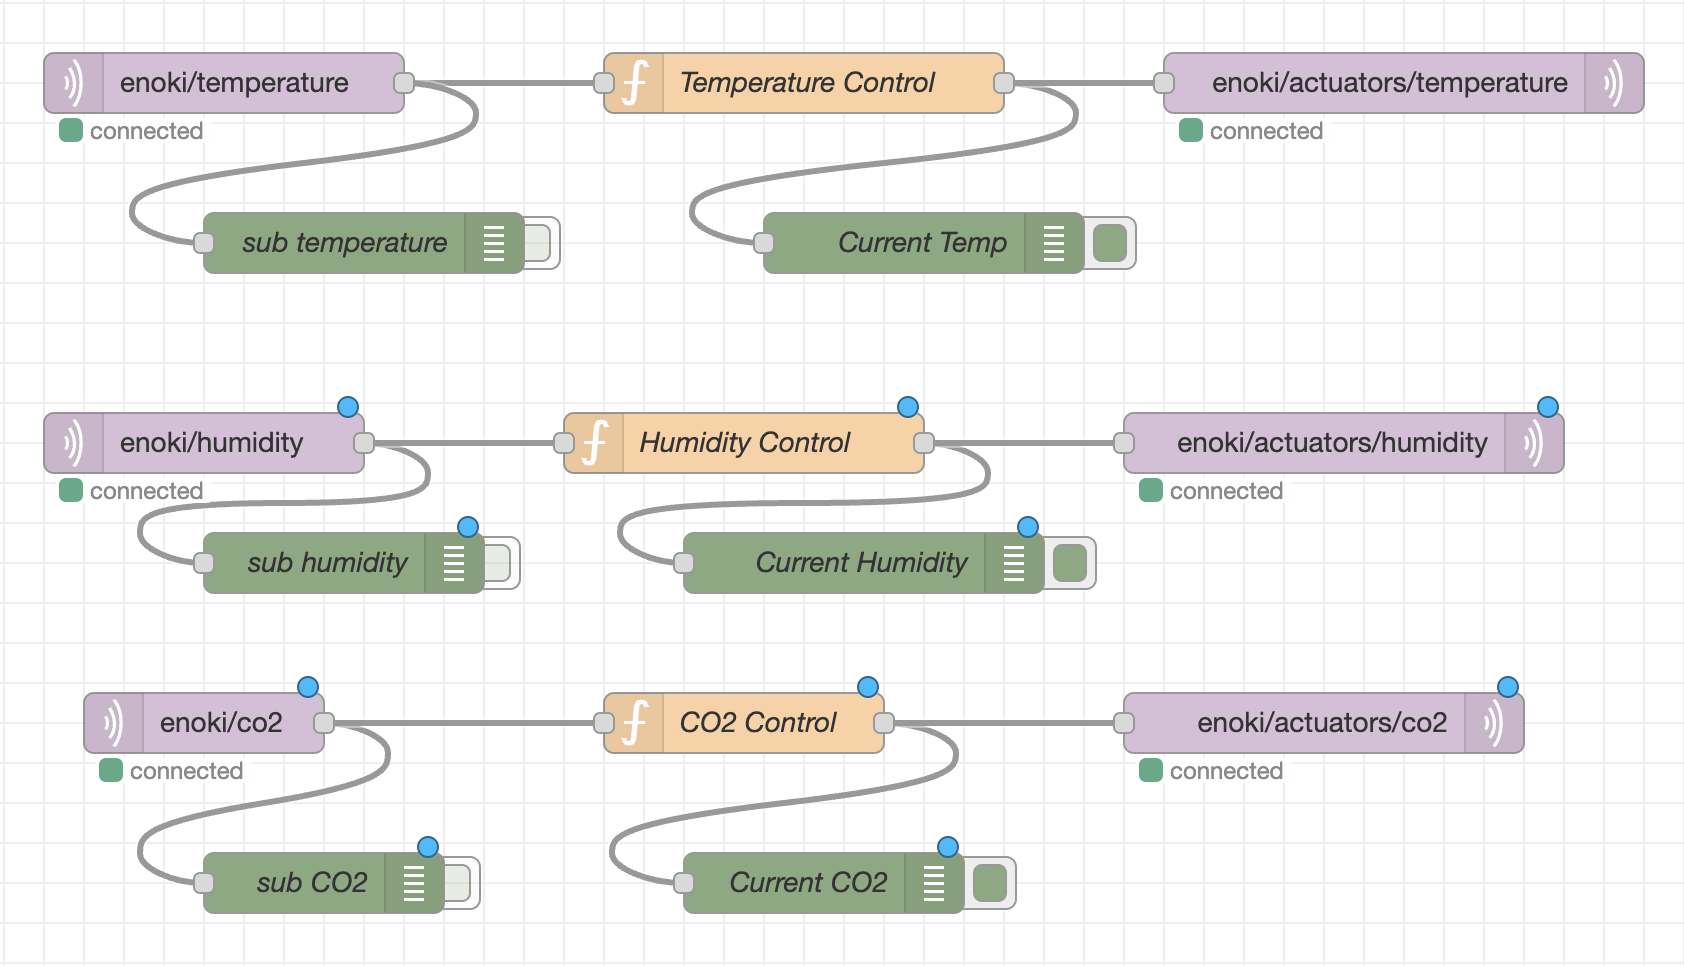 enoki/temperature
Temperature Control
enoki/actuators/temperature
connected
connected
sub temperature
Current Temp
enoki/humidity
Humidity Control
enoki/actuators/humidity
connected
connected
sub humidity
Current Humidity
enoki/co2
CO2 Control
enoki/actuators/co2
connected
connected
sub CO2
Current CO2